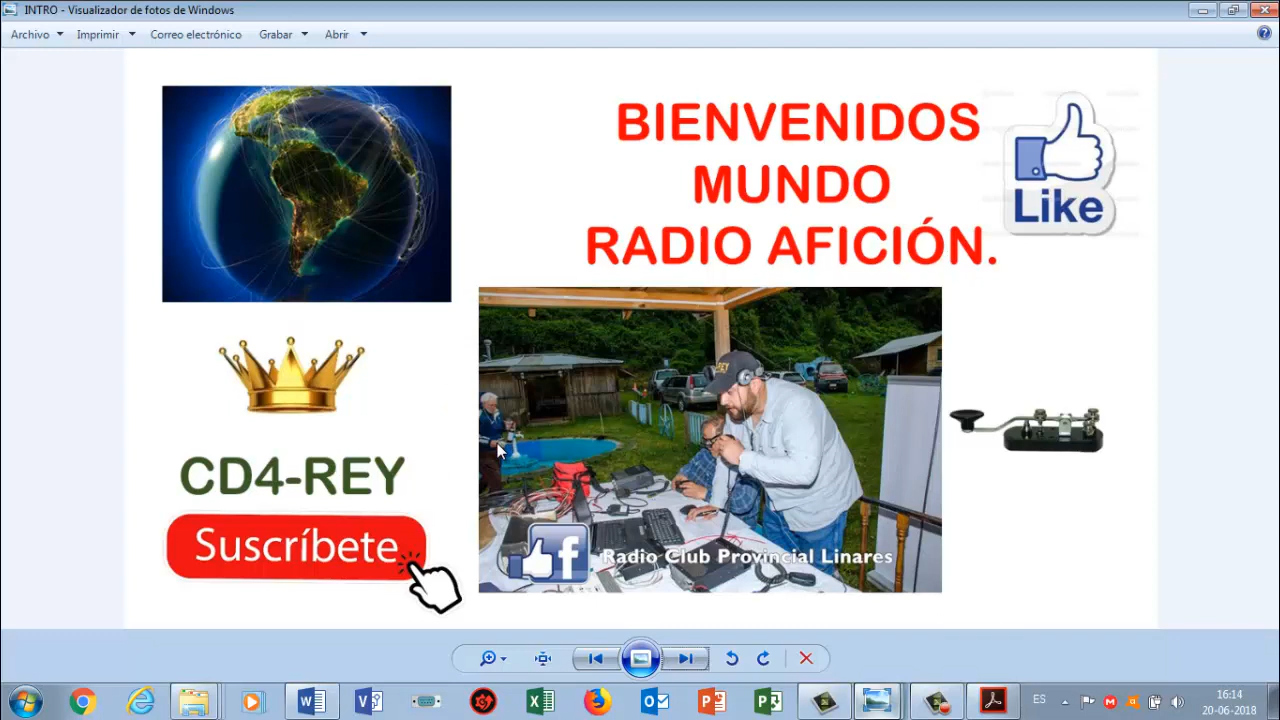 INTRO - Visualizador de fotos de Windows
Archivo Imprimir Correo electrónico Grabar Abrir
BIENVENIDOS
MUNDO
RADIO AFICIÓN.
Like
CD4-REY
Suscríbete
Radio Club Provincial Linares
ES
16:14
20-06-2018